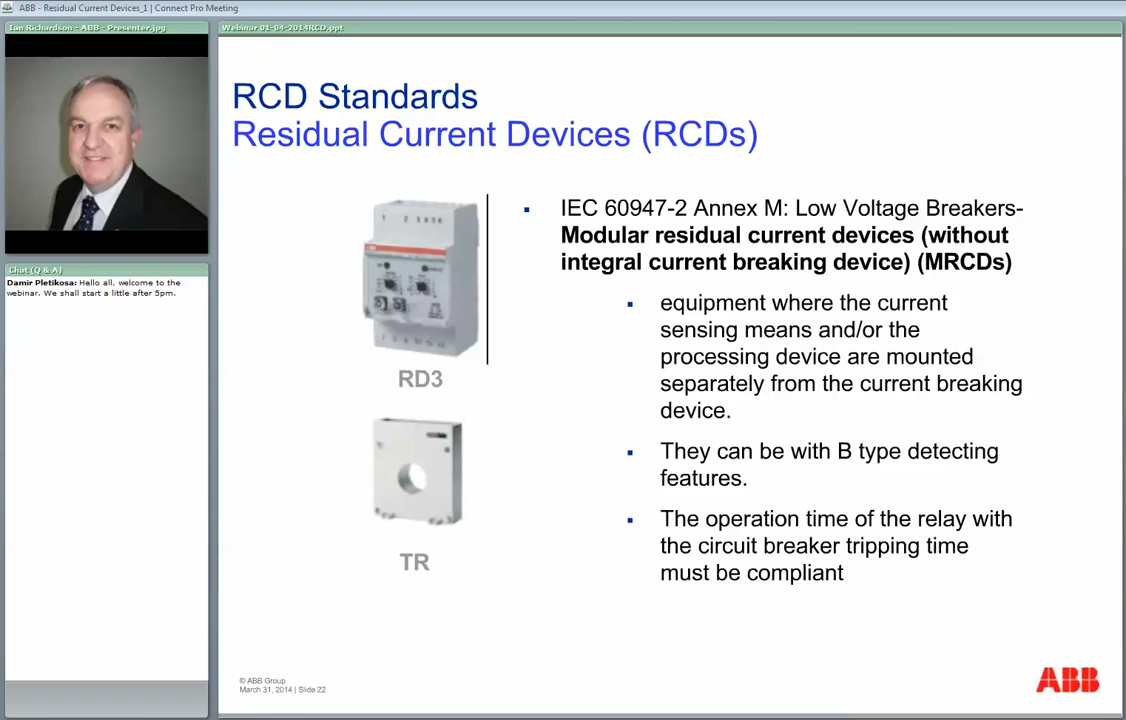 ABB - Residual Current Devices_1 | Connect Pro Meeting
Ian Richardson - ABB - Presenter.jpg
Webinar 01-04-2014RCD.ppt
Chat (Q & A)
Damir Pletikosa: Hello all, welcome to the
webinar. We shall start a little after 5pm.
RCD Standards
Residual Current Devices (RCDs)
RD3
TR
IEC 60947-2 Annex M: Low Voltage Breakers-
Modular residual current devices (without
integral current breaking device) (MRCDs)
equipment where the current
sensing means and/or the
processing device are mounted
separately from the current breaking
device.
They can be with B type detecting
features.
The operation time of the relay with
the circuit breaker tripping time
must be compliant
© ABB Group
March 31, 2014 | Slide 22
ABB